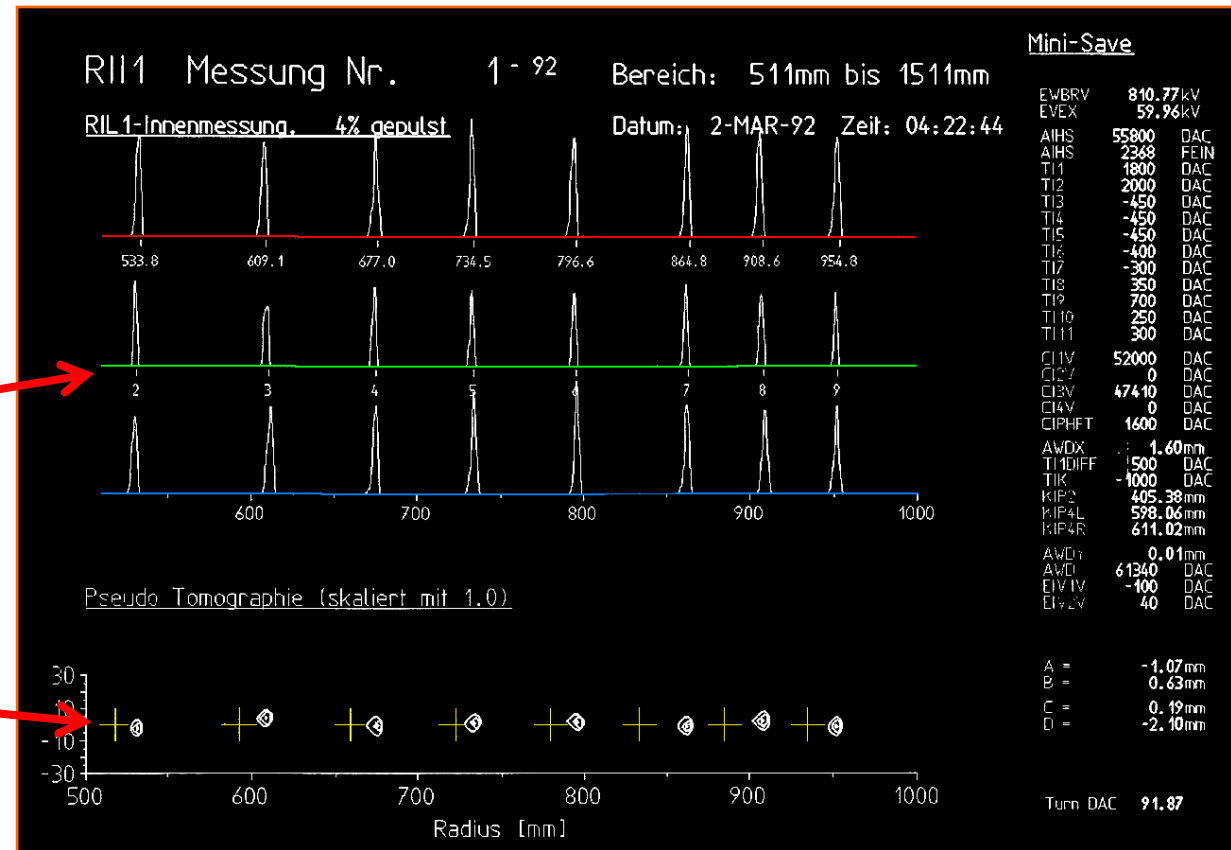 RII1 Messung Nr. 1 - 92 Bereich: 511mm bis 1511mm
RIL1-Innenmessung. 4% gepulst Datum: 2-MAR-92 Zeit: 04:22:44
533.8 609.1 677.0 734.5 796.6 864.8 908.6 954.8
2 3 4 5 6 7 8 9
600 700 800 900 1000
Pseudo Tomographie (skaliert mit 1.0)
30
10
-10
-30
500 600 700 800 900 1000
Radius [mm]
Mini-Save
EWBRV 810.77kV
EVEX 59.96kV
AIHS 55800 DAC
AIHS 2368 FEIN
TI1 1800 DAC
TI2 2000 DAC
TI3 -450 DAC
TI4 -450 DAC
TI5 -450 DAC
TI6 -400 DAC
TI7 -300 DAC
TI8 350 DAC
TI9 700 DAC
TI10 250 DAC
TI11 300 DAC
CI1V 52000 DAC
CI2V 0 DAC
CI3V 47410 DAC
CI4V 0 DAC
CIPHFT 1600 DAC
AWDX 1.60mm
TI1DIFF 500 DAC
TIK -1000 DAC
KIP2 405.38mm
KIP4L 598.06mm
KIP4R 611.02mm
0.01mm
61340 DAC
EIV1V -100 DAC
EIV2V 40 DAC
A = -1.07mm
B = 0.63mm
C = 0.19mm
D = -2.10mm
Turn DAC 91.87